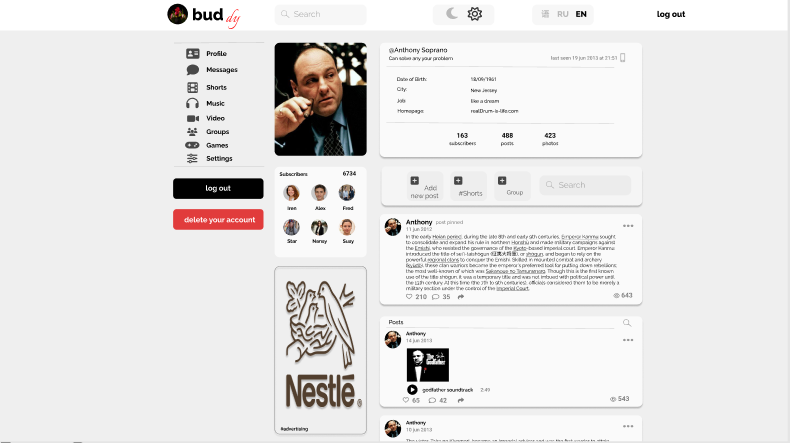 bud dy
Search
RU EN
log out
Profile
Messages
Shorts
Music
Video
Groups
Games
Settings
log out
delete your account
Subscribers 6734
Iren Alex Fred
Star Narsy Susy
Nestlé
#advertising
@Anthony Soprano
Can solve any your problem
last seen 19 jun 2013 at 21:51
Date of Birth: 18/09/1961
City: New Jersey
Job: like a dream
Homepage: realDrum-is-life.com
163 488 423
subscribers posts photos
Add new post
#Shorts
Group
Search
Anthony post pinned
11 jun 2012
In the early Heian period, during the late 8th and early 9th centuries, Emperor Kanmu sought
to consolidate and expand his rule in northern Honshū and made military campaigns against
the Emishi, who resisted the governance of the Kyoto-based imperial court. Emperor Kanmu
introduced the title of sei'i-taishōgun (征夷大将軍), or shōgun, and began to rely on the
powerful regional clans to conquer the Emishi. Skilled in mounted combat and archery
(kyūdō), these clan warriors became the emperor's preferred tool for putting down rebellions;
the most well-known of which was Sakanoue no Tamuramaro. Though this is the first known
use of the title shōgun, it was a temporary title and was not imbued with political power until
the 13th century. At this time (the 7th to 9th centuries), officials considered them to be merely a
military section under the control of the Imperial Court.
210 35 643
Posts
Anthony
14 jun 2013
The Godfather
godfather soundtrack 2:49
65 42 543
Anthony
10 jun 2013